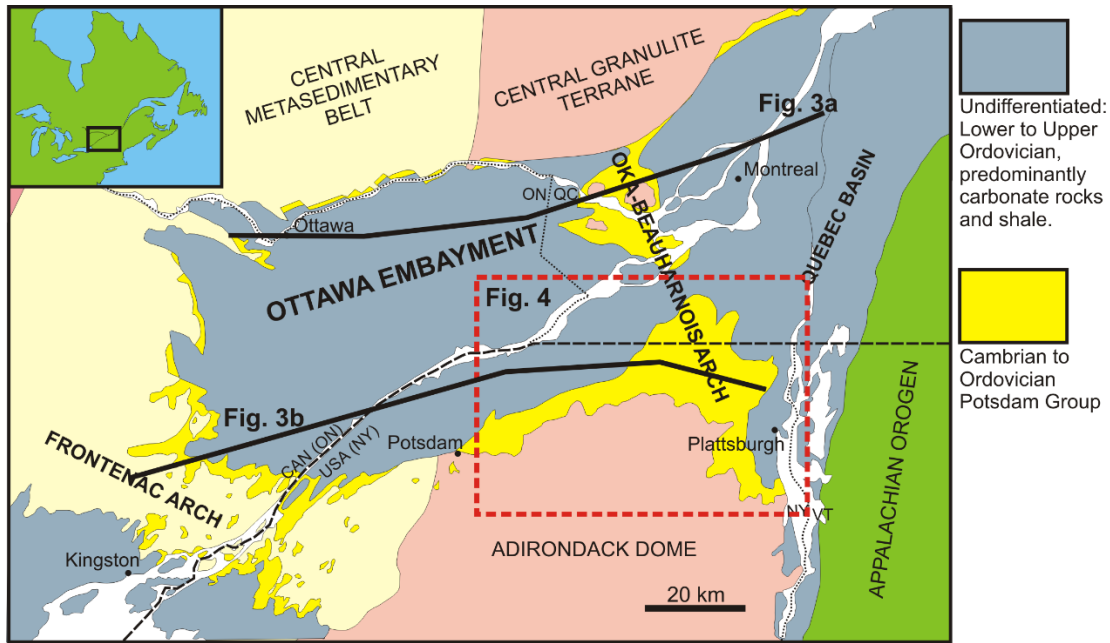 CENTRAL
METASEDIMENTARY
BELT
CENTRAL GRANULITE
TERRANE
Fig. 3a
Montreal
ON QC
Ottawa
OTTAWA EMBAYMENT
OKA-BEAUHARNOIS ARCH
QUEBEC BASIN
Fig. 4
Fig. 3b
CAN (ON)
USA (NY)
Potsdam
Plattsburgh
FRONTENAC ARCH
NY VT
APPALACHIAN OROGEN
Kingston
ADIRONDACK DOME
20 km
Undifferentiated:
Lower to Upper
Ordovician,
predominantly
carbonate rocks
and shale.
Cambrian to
Ordovician
Potsdam Group